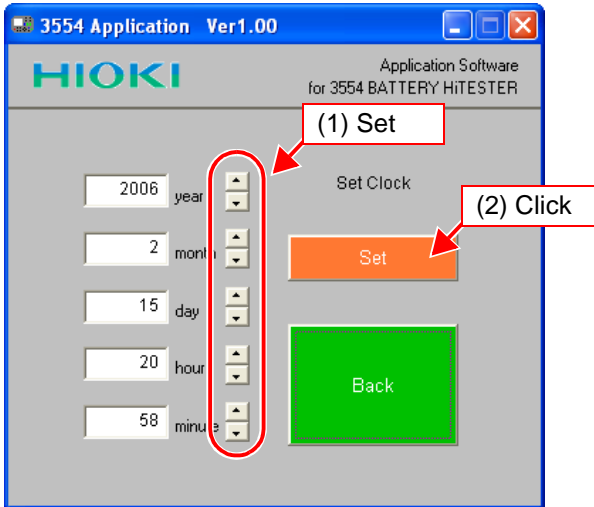 3554 Application Ver1.00
HIOKI
Application Software
for 3554 BATTERY HiTESTER
(1) Set
2006 year
Set Clock
(2) Click
2 month
Set
15 day
20 hour
Back
58 minute